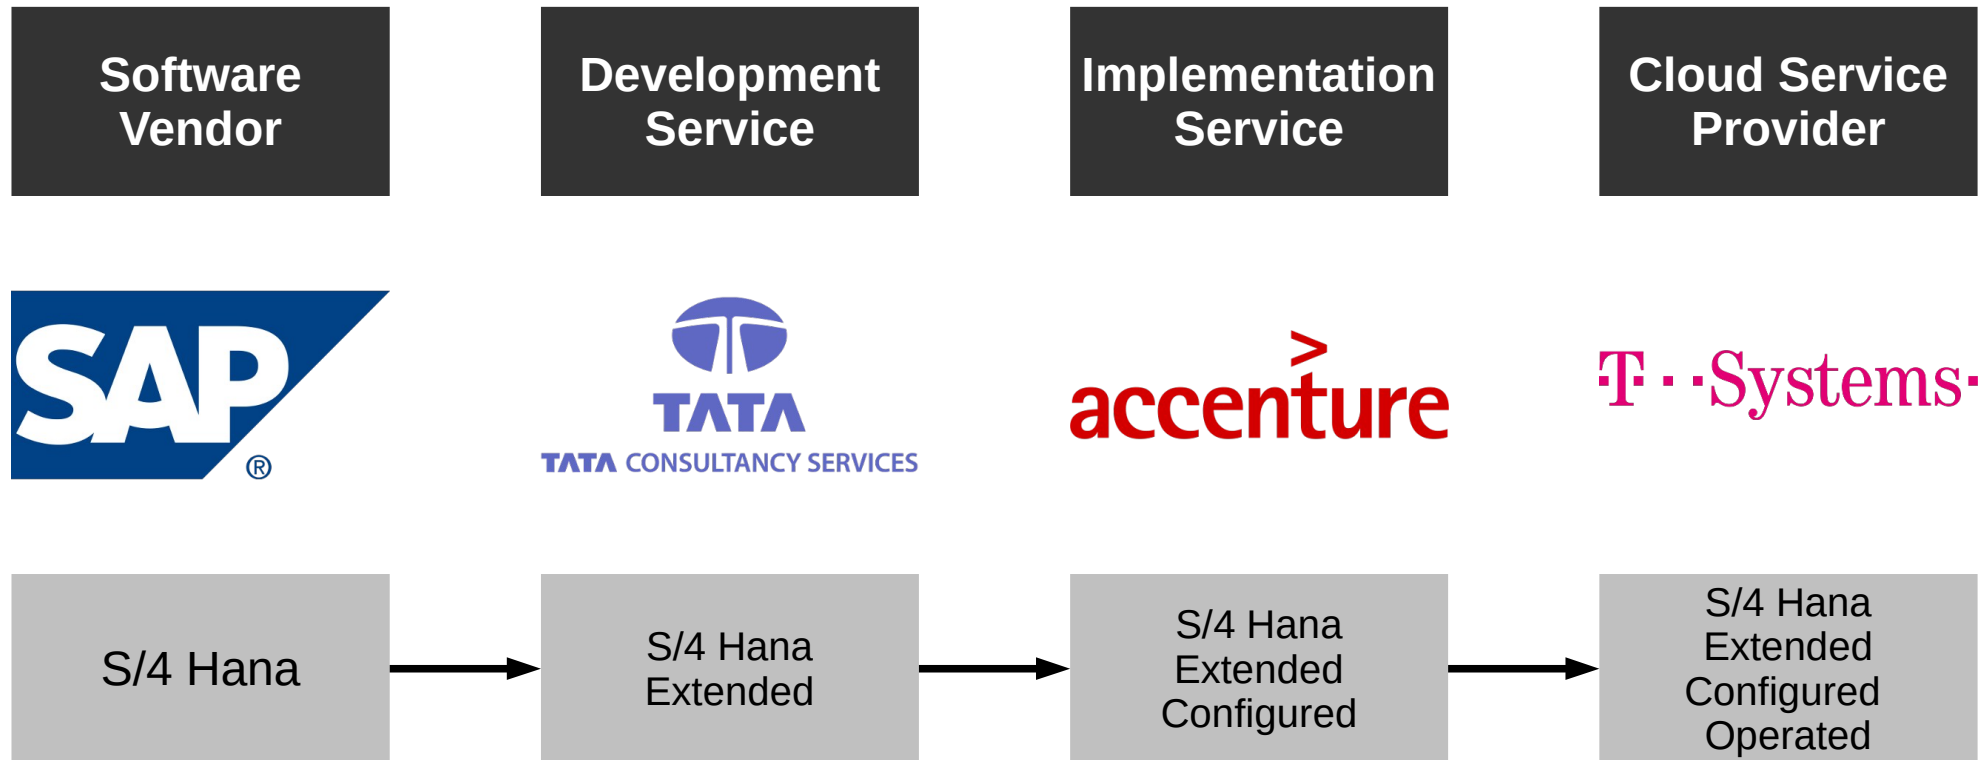 Software
Vendor
Development
Service
Implementation
Service
Cloud Service
Provider
SAP
®
TATA
TATA CONSULTANCY SERVICES
>
accenture
T··Systems·
S/4 Hana
S/4 Hana
Extended
S/4 Hana
Extended
Configured
S/4 Hana
Extended
Configured
Operated